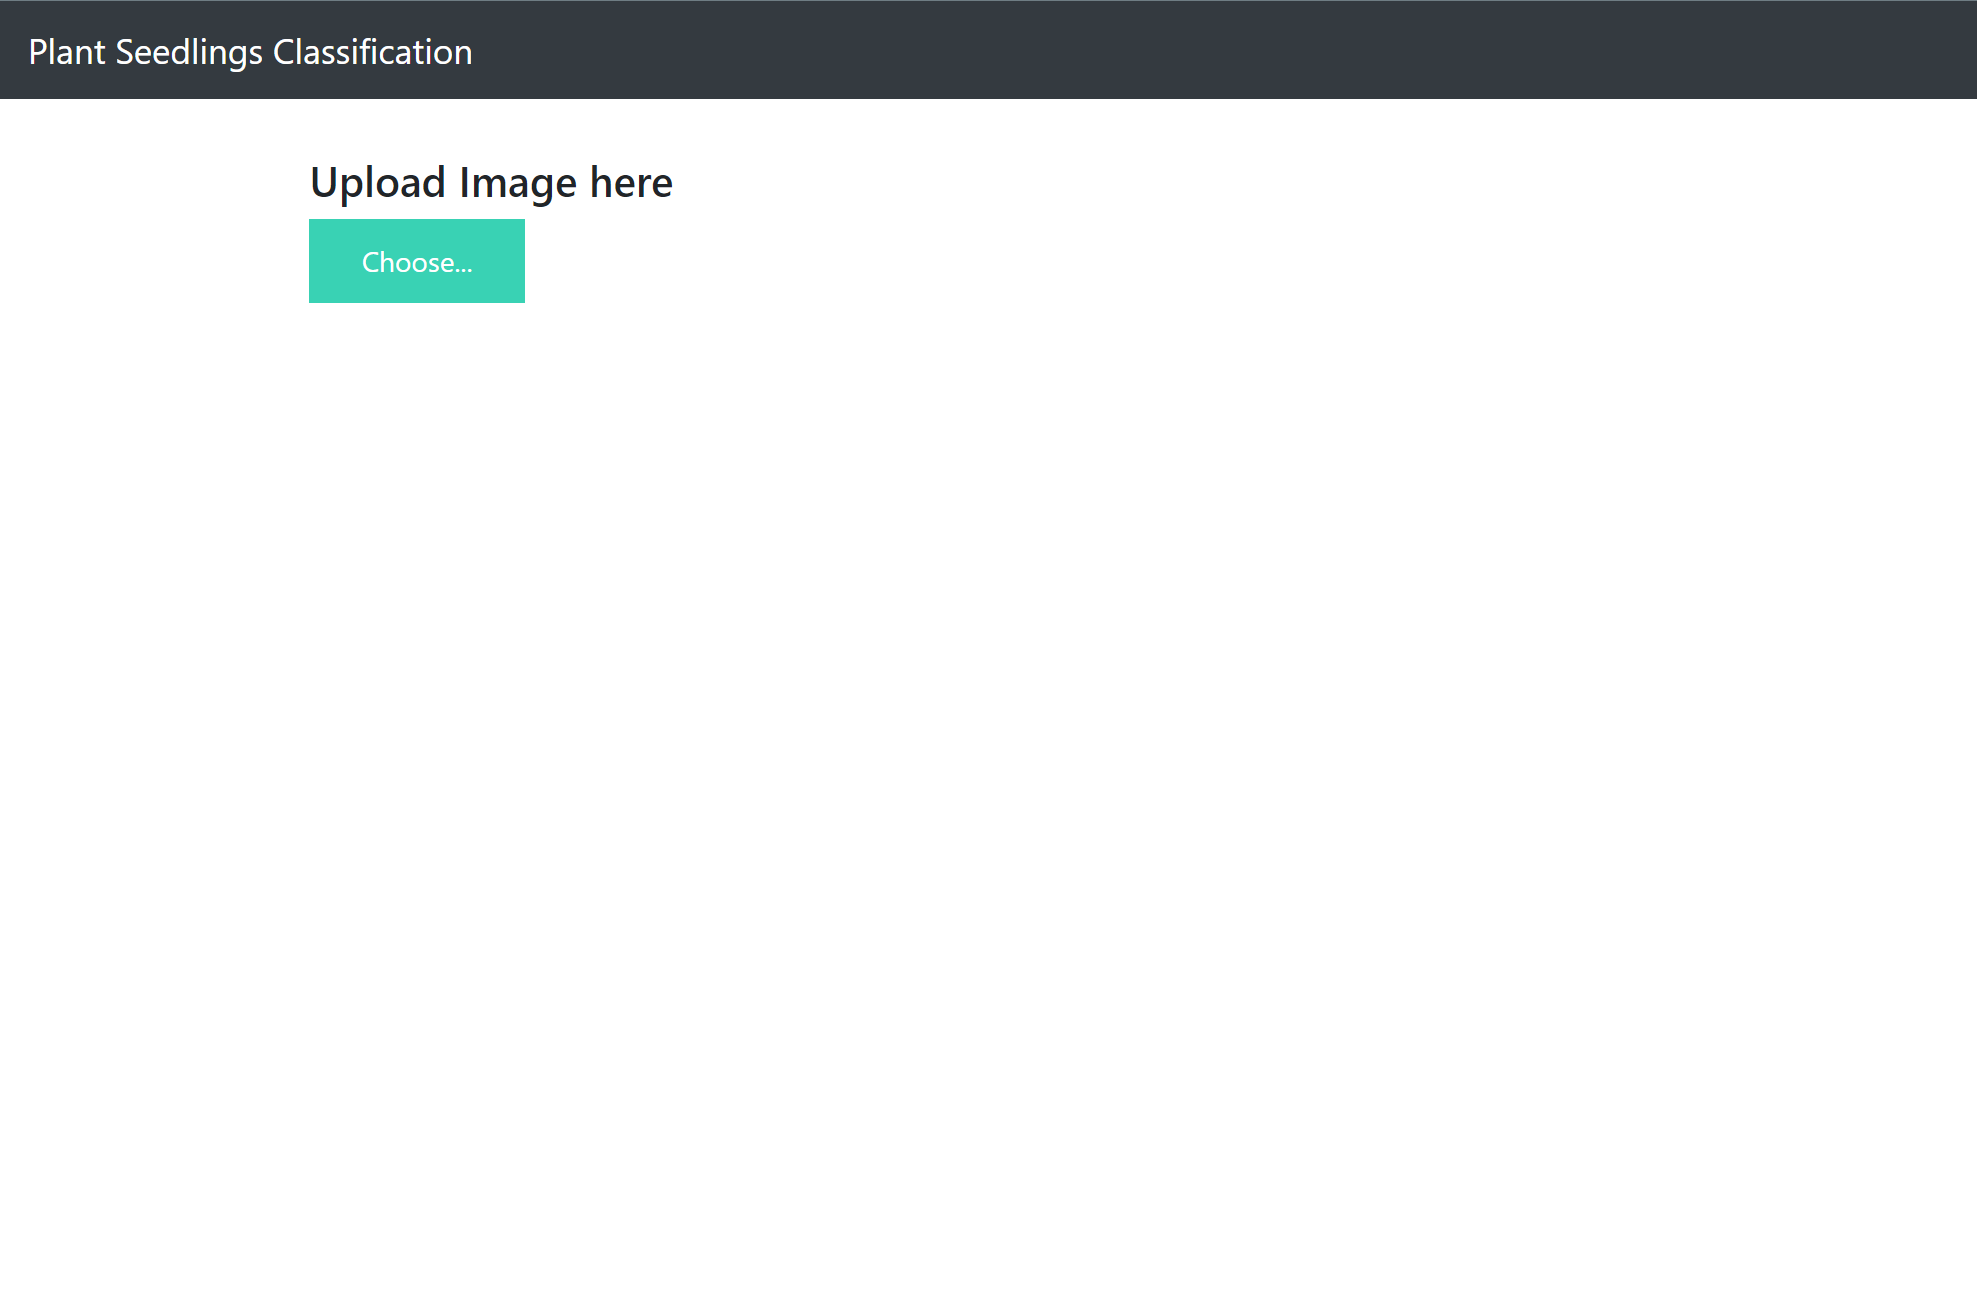 Plant Seedlings Classification
Upload Image here
Choose...